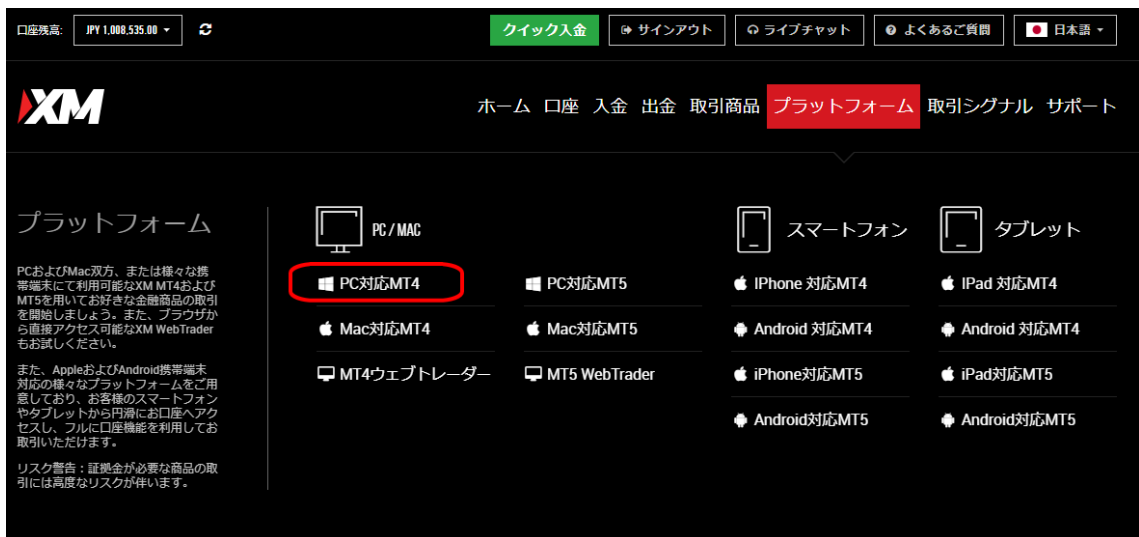 口座残高: JPY 1,008,535.00
クイック入金
サインアウト
ライブチャット
よくあるご質問
日本語
XM
ホーム 口座 入金 出金 取引商品 プラットフォーム 取引シグナル サポート
プラットフォーム
PCおよびMac双方、または様々な携
帯端末にて利用可能なXM MT4および
MT5を用いてお好きな金融商品の取引
を開始しましょう。また、ブラウザか
ら直接アクセス可能なXM WebTrader
もお試しください。
また、AppleおよびAndroid携帯端末
対応の様々なプラットフォームをご用
意しており、お客様のスマートフォン
やタブレットから円滑にお口座へアク
セスし、フルに口座機能を利用してお
取引いただけます。
リスク警告：証拠金が必要な商品の取
引には高度なリスクが伴います。
PC / MAC
PC対応MT4
Mac対応MT4
MT4ウェブトレーダー
PC対応MT5
Mac対応MT5
MT5 WebTrader
スマートフォン
IPhone 対応MT4
Android 対応MT4
iPhone対応MT5
Android対応MT5
タブレット
IPad 対応MT4
Android 対応MT4
iPad対応MT5
Android対応MT5